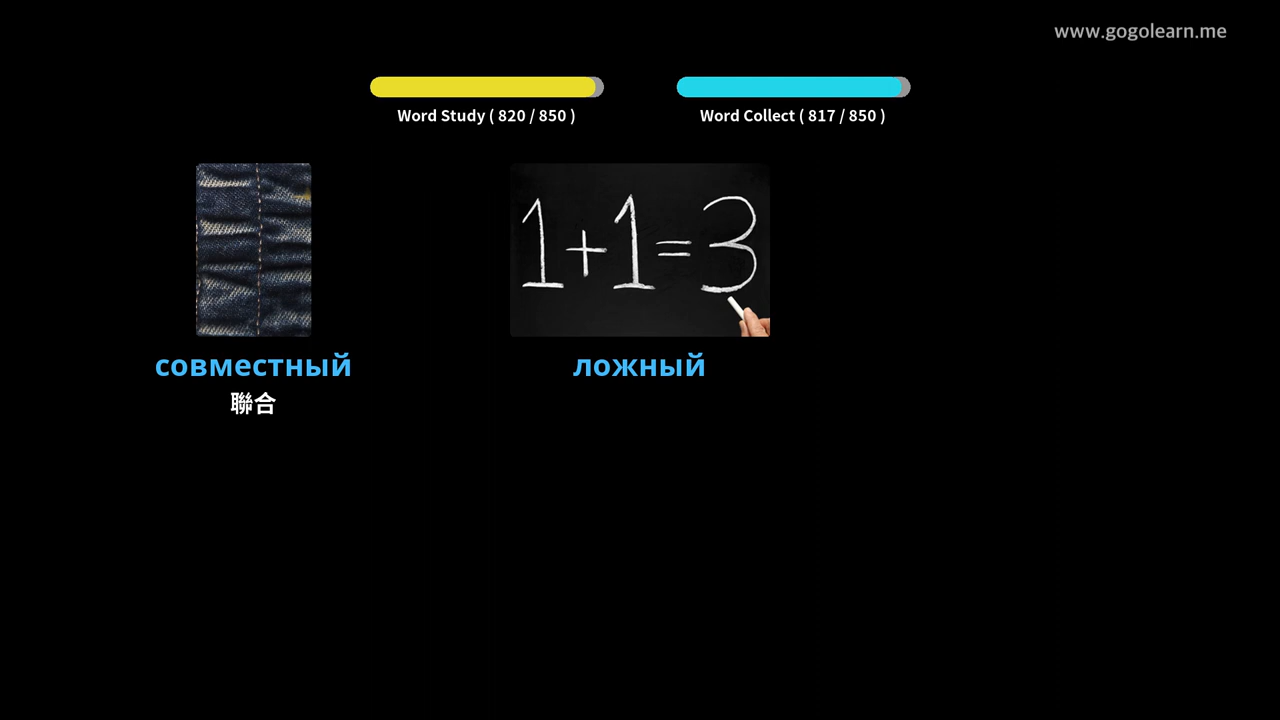 www.gogolearn.me
Word Study ( 820 / 850 )
Word Collect ( 817 / 850 )
1+1=3
совместный
ложный
聯合